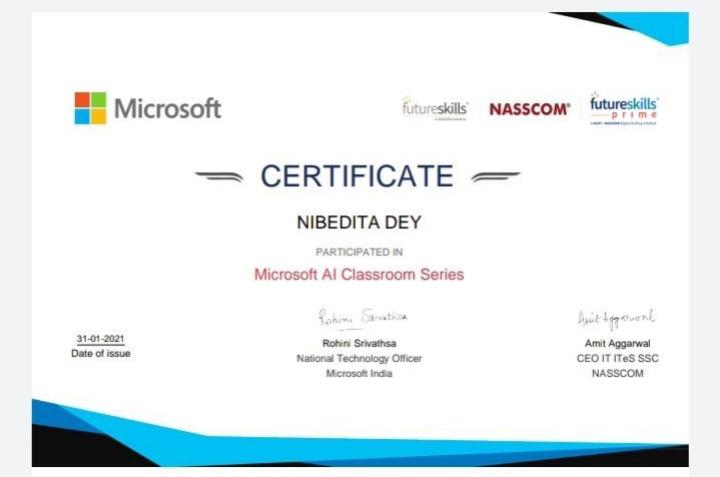 Microsoft
futureskills
NASSCOM®
futureskills
prime
CERTIFICATE
NIBEDITA DEY
PARTICIPATED IN
Microsoft AI Classroom Series
Rohini Srivathsa
Amit Aggarwal
31-01-2021
Date of issue
Rohini Srivathsa
National Technology Officer
Microsoft India
Amit Aggarwal
CEO IT ITeS SSC
NASSCOM